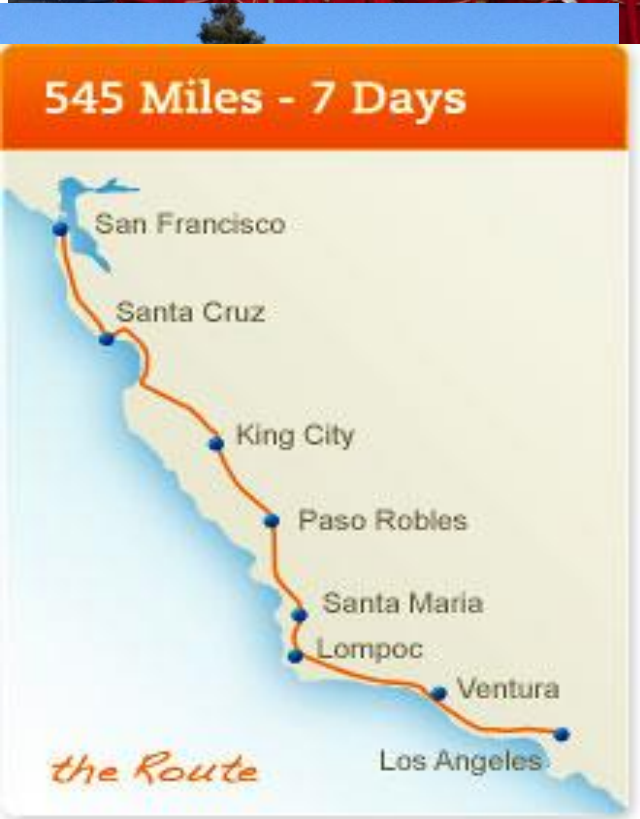 545 Miles - 7 Days
San Francisco
Santa Cruz
King City
Paso Robles
Santa Maria
Lompoc
Ventura
Los Angeles
the Route